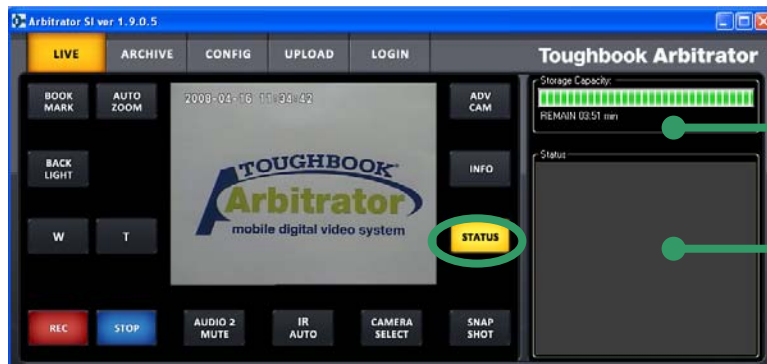 Arbitrator SI ver 1.9.0.5
LIVE ARCHIVE CONFIG UPLOAD LOGIN
Toughbook Arbitrator
BOOK
MARK
AUTO
ZOOM
2008-04-16 11:34:42
ADV
CAM
BACK
LIGHT
TOUGHBOOK
Arbitrator
mobile digital video system
INFO
W
T
STATUS
REC
STOP
AUDIO 2
MUTE
IR
AUTO
CAMERA
SELECT
SNAP
SHOT
Storage Capacity:
REMAIN 03:51 min
Status